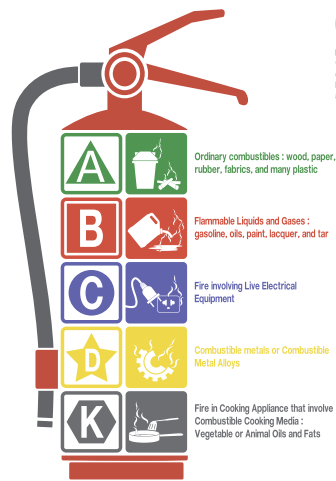 A
Ordinary combustibles : wood, paper,
rubber, fabrics, and many plastic
B
Flammable Liquids and Gases :
gasoline, oils, paint, lacquer, and tar
C
Fire involving Live Electrical
Equipment
D
Combustible metals or Combustible
Metal Alloys
K
Fire in Cooking Appliance that involve
Combustible Cooking Media :
Vegetable or Animal Oils and Fats